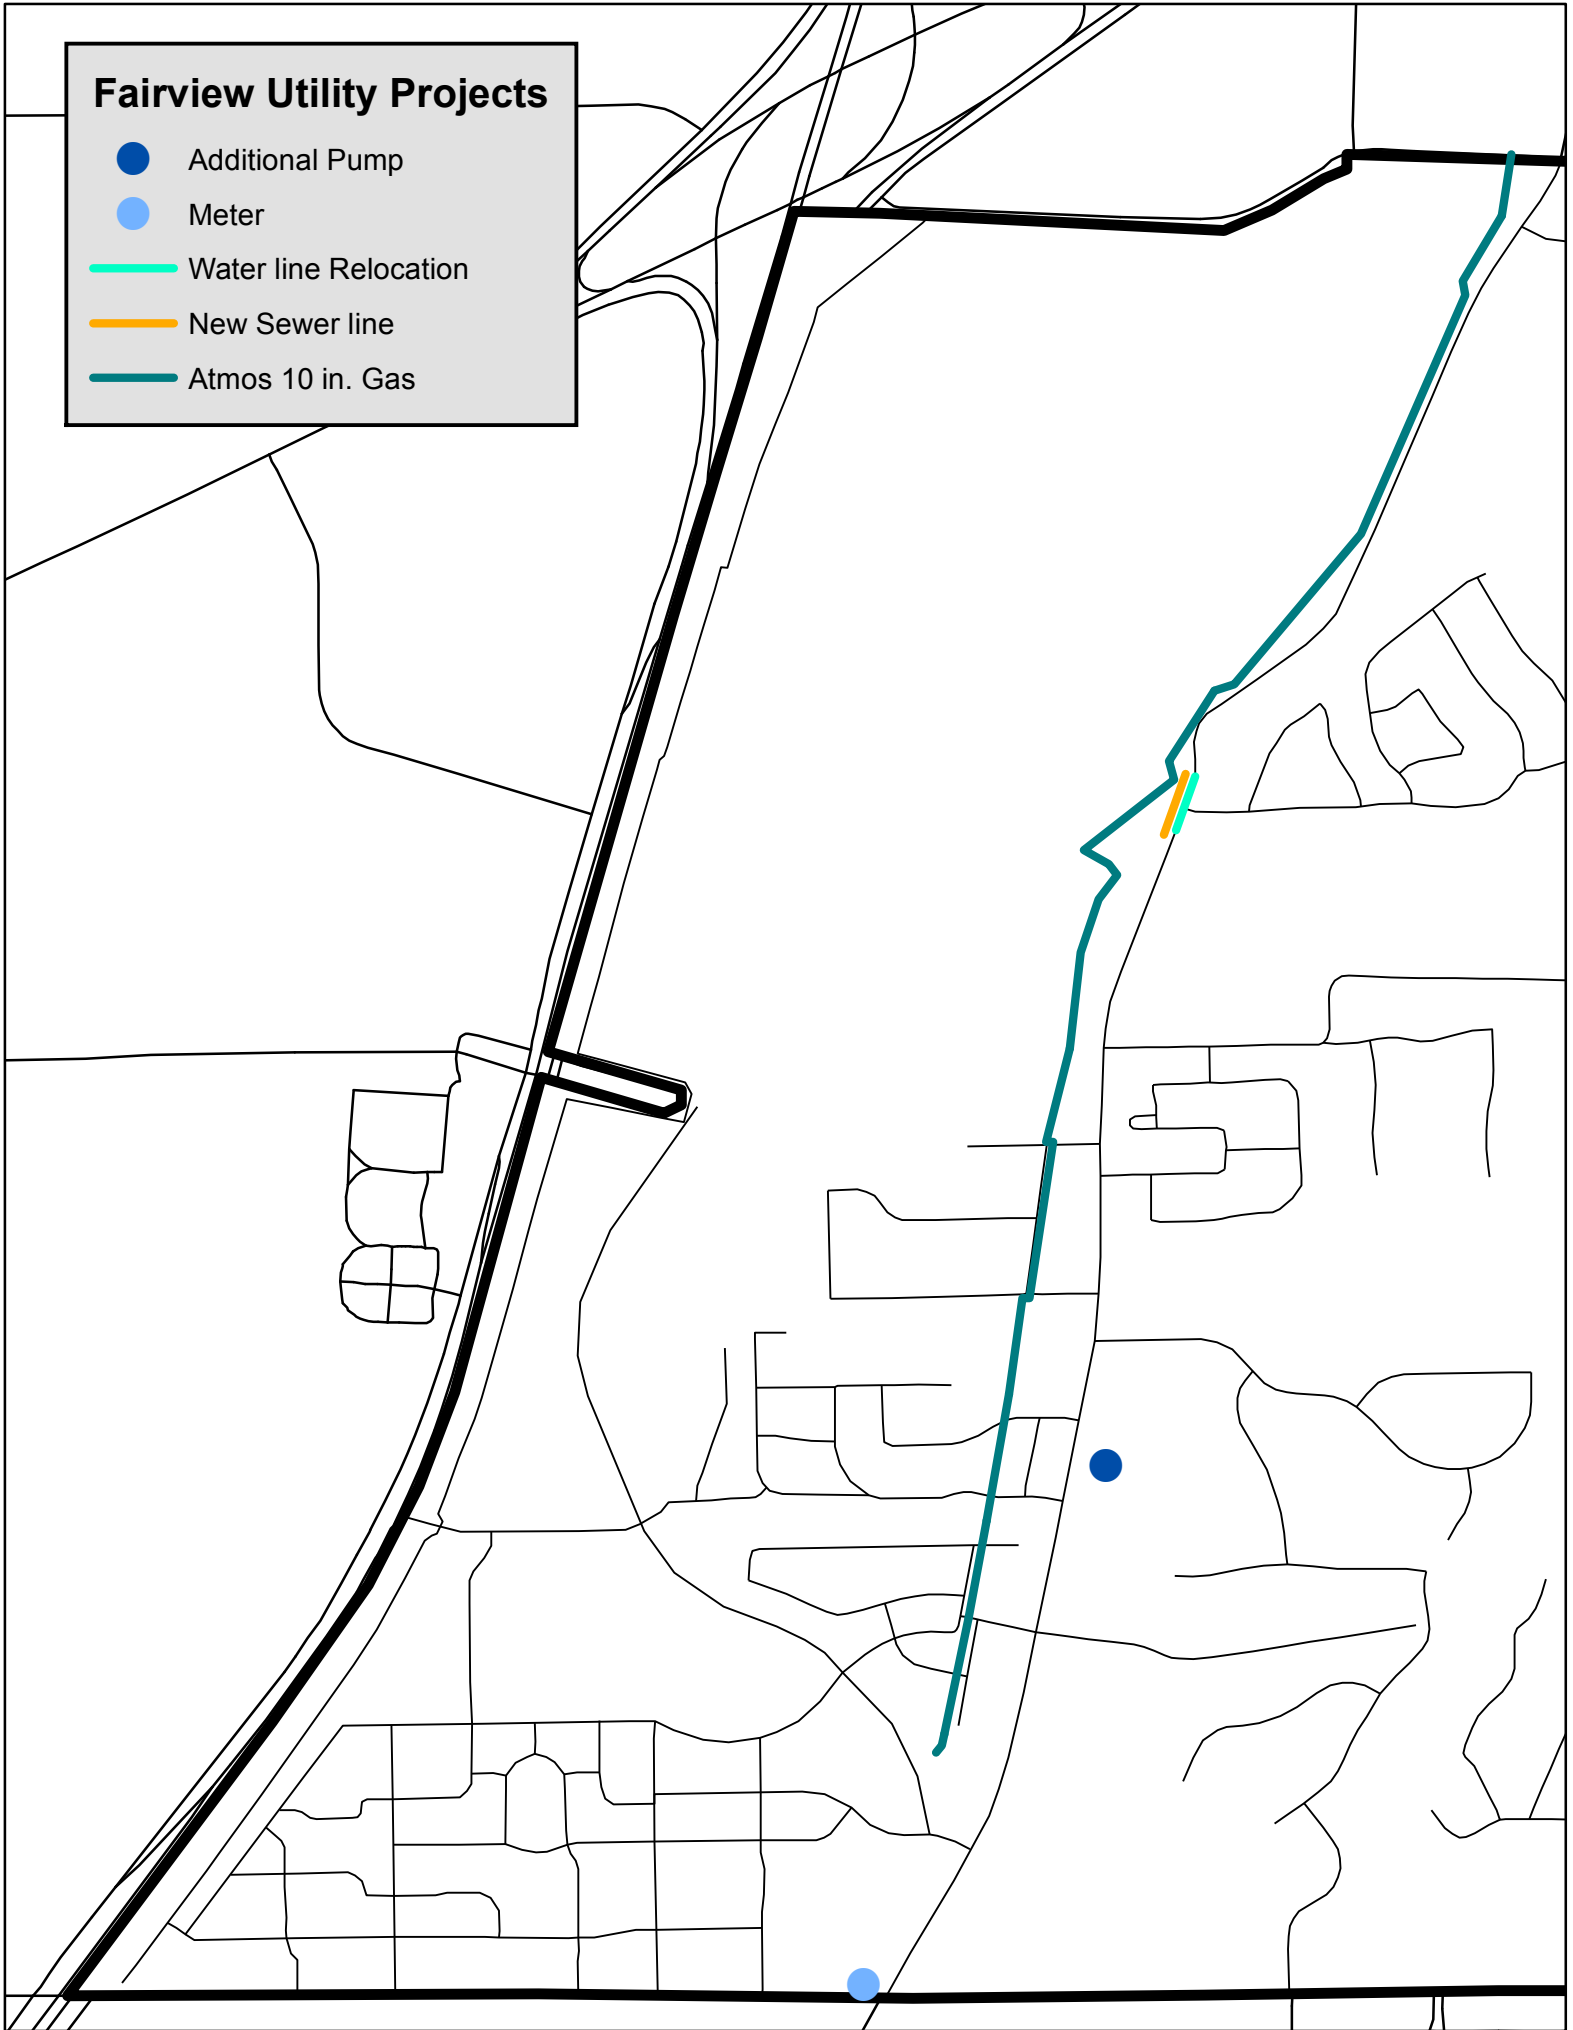 Fairview Utility Projects
Additional Pump
Meter
Water line Relocation
New Sewer line
Atmos 10 in. Gas